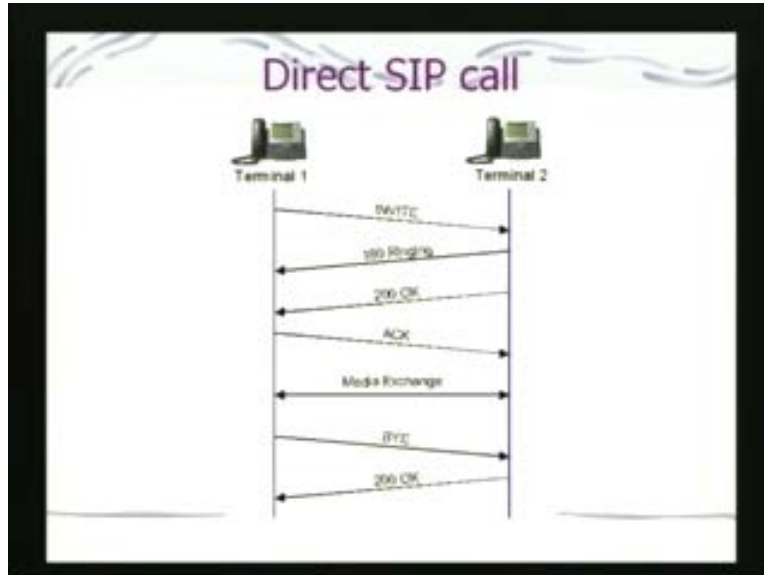 Direct SIP call
Terminal 1
Terminal 2
INVITE
180 Ringing
200 OK
ACK
Media Exchange
BYE
200 OK